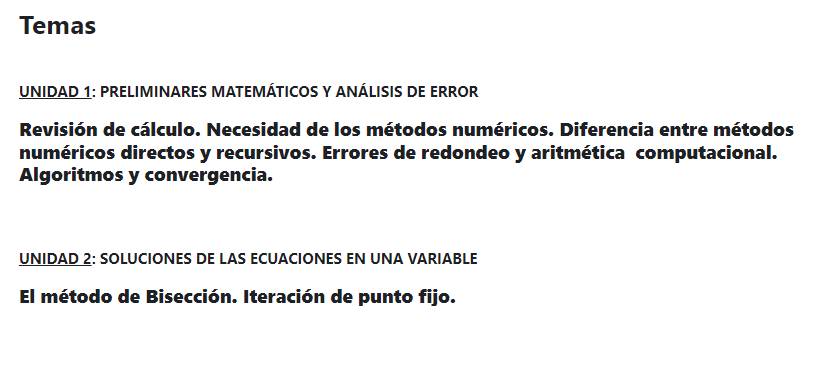 Temas
UNIDAD 1: PRELIMINARES MATEMÁTICOS Y ANÁLISIS DE ERROR
Revisión de cálculo. Necesidad de los métodos numéricos. Diferencia entre métodos
numéricos directos y recursivos. Errores de redondeo y aritmética  computacional.
Algoritmos y convergencia.
UNIDAD 2: SOLUCIONES DE LAS ECUACIONES EN UNA VARIABLE
El método de Bisección. Iteración de punto fijo.